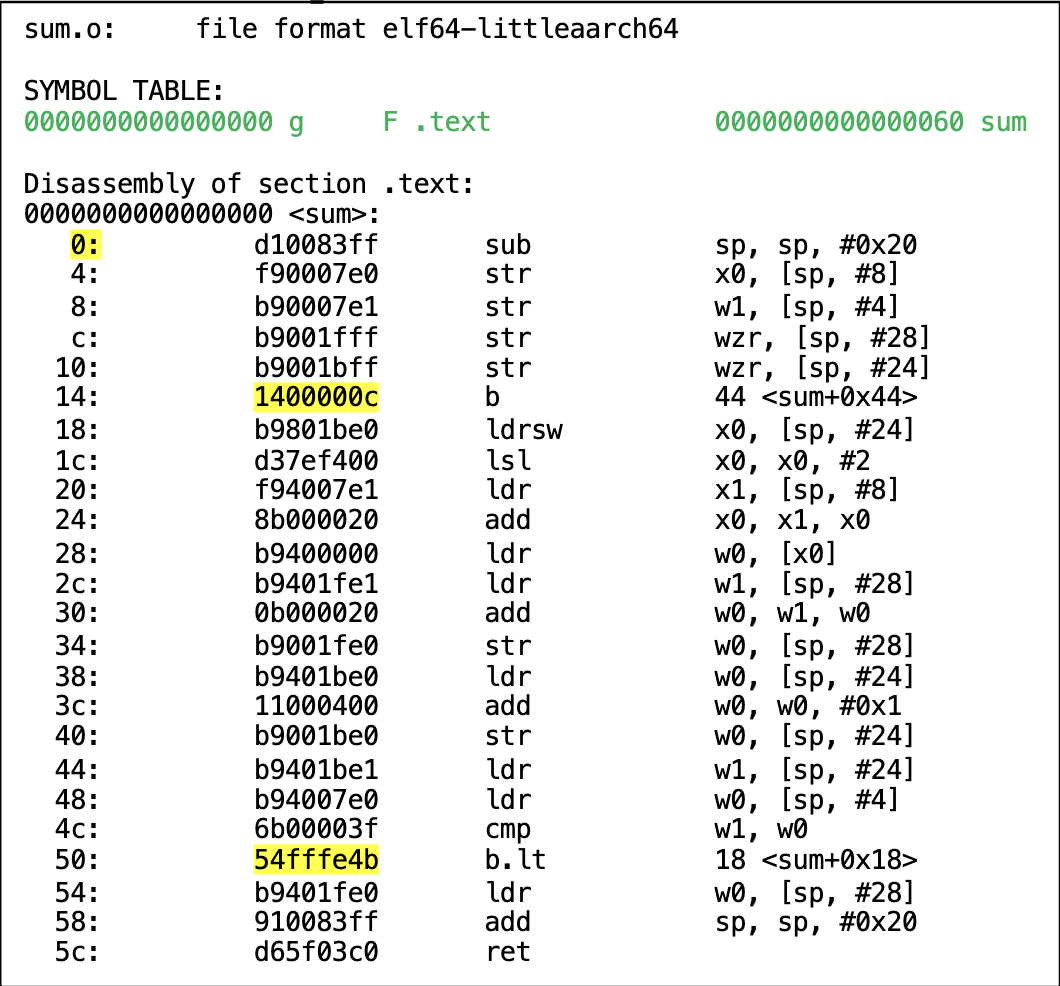 sum.o:     file format elf64-littleaarch64
SYMBOL TABLE:
0000000000000000 g     F .text              0000000000000060 sum
Disassembly of section .text:
0000000000000000 <sum>:
0: d10083ff sub sp, sp, #0x20
4: f90007e0 str x0, [sp, #8]
8: b90007e1 str w1, [sp, #4]
c: b9001fff str wzr, [sp, #28]
10: b9001bff str wzr, [sp, #24]
14: 1400000c b 44 <sum+0x44>
18: b9801be0 ldrsw x0, [sp, #24]
1c: d37ef400 lsl x0, x0, #2
20: f94007e1 ldr x1, [sp, #8]
24: 8b000020 add x0, x1, x0
28: b9400000 ldr w0, [x0]
2c: b9401fe1 ldr w1, [sp, #28]
30: 0b000020 add w0, w1, w0
34: b9001fe0 str w0, [sp, #28]
38: b9401be0 ldr w0, [sp, #24]
3c: 11000400 add w0, w0, #0x1
40: b9001be0 str w0, [sp, #24]
44: b9401be1 ldr w1, [sp, #24]
48: b94007e0 ldr w0, [sp, #4]
4c: 6b00003f cmp w1, w0
50: 54fffe4b b.lt 18 <sum+0x18>
54: b9401fe0 ldr w0, [sp, #28]
58: 910083ff add sp, sp, #0x20
5c: d65f03c0 ret